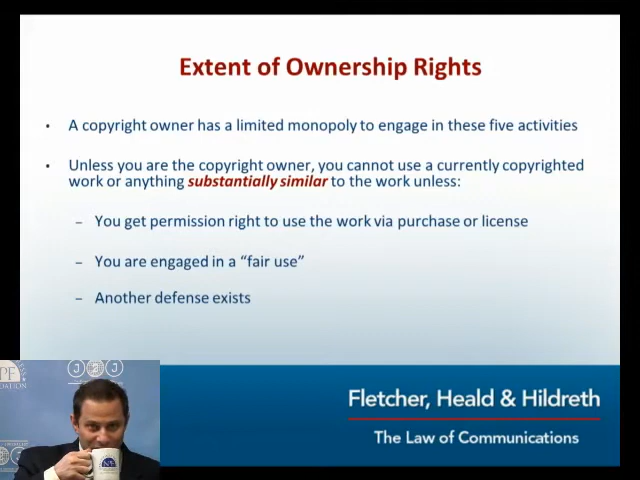 Extent of Ownership Rights
• A copyright owner has a limited monopoly to engage in these five activities
• Unless you are the copyright owner, you cannot use a currently copyrighted
work or anything substantially similar to the work unless:
– You get permission right to use the work via purchase or license
– You are engaged in a “fair use”
– Another defense exists
Fletcher, Heald & Hildreth
The Law of Communications